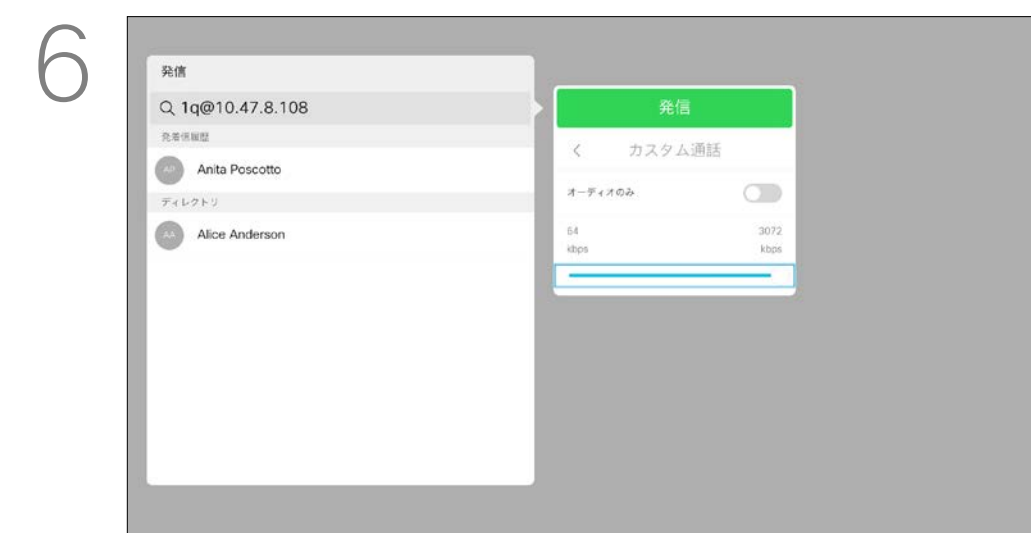 6
発信
1q@10.47.8.108
発着信履歴
AP
Anita Poscotto
ディレクトリ
AA
Alice Anderson
発信
カスタム通話
オーディオのみ
64 3072
kbps kbps